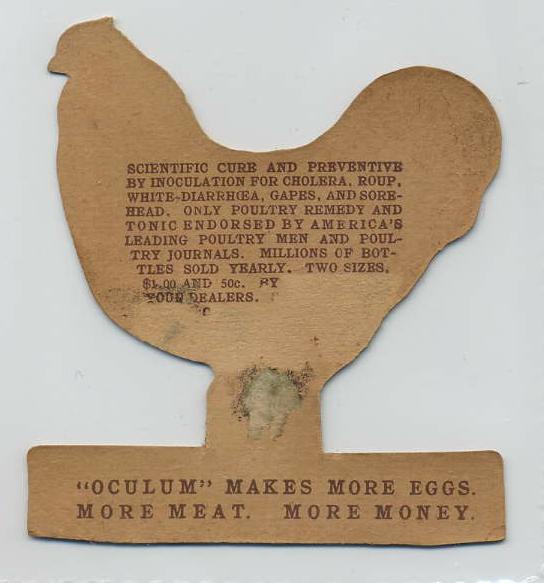 SCIENTIFIC CURE AND PREVENTIVE
BY INOCULATION FOR CHOLERA, ROUP,
WHITE-DIARRHŒA, GAPES, AND SORE-
HEAD. ONLY POULTRY REMEDY AND
TONIC ENDORSED BY AMERICA'S
LEADING POULTRY MEN AND POUL-
TRY JOURNALS. MILLIONS OF BOT-
TLES SOLD YEARLY. TWO SIZES,
$1.00 AND 50c. BY
YOUR DEALERS.
"OCULUM" MAKES MORE EGGS.
MORE MEAT. MORE MONEY.